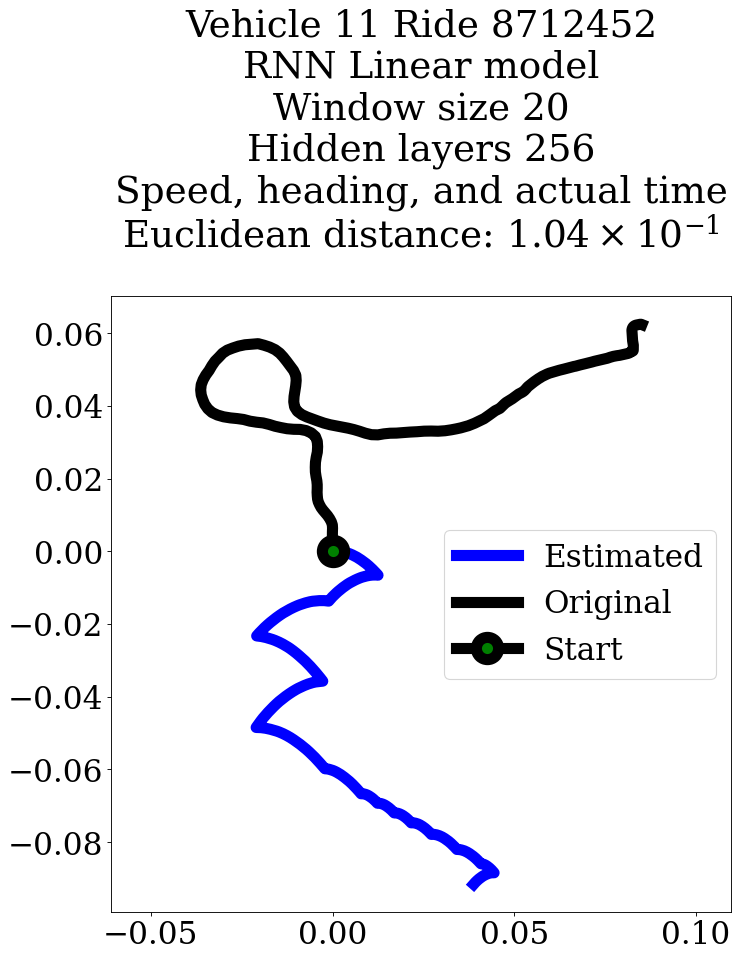 Vehicle 11 Ride 8712452
RNN Linear model
Window size 20
Hidden layers 256
Speed, heading, and actual time
Euclidean distance: 1.04 × 10⁻¹
0.06
0.04
0.02
0.00
−0.02
−0.04
−0.06
−0.08
Estimated
Original
Start
−0.05 0.00 0.05 0.10